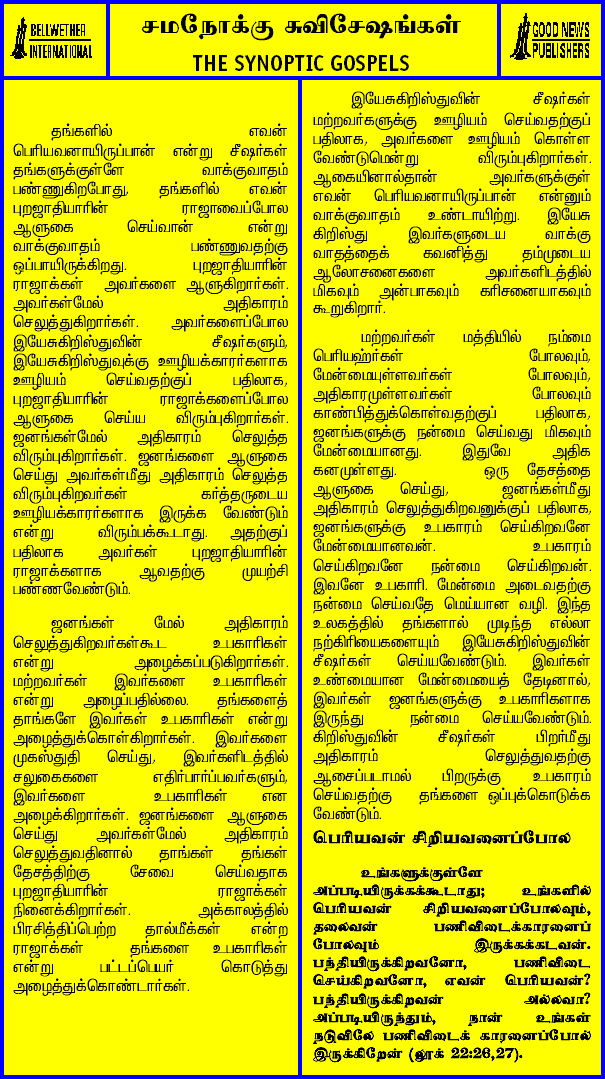 BELLWETHER
INTERNATIONAL
சமநோக்கு சுவிசேஷங்கள்
THE SYNOPTIC GOSPELS
GOOD NEWS
PUBLISHERS
தங்களில் எவன்
பெரியவனாயிருப்பான் என்று சீஷர்கள்
தங்களுக்குள்ளே வாக்குவாதம்
பண்ணுகிறபோது, தங்களில் எவன்
புறஜாதியாரின் ராஜாவைப்போல
ஆளுகை செய்வான் என்று
வாக்குவாதம் பண்ணுவதற்கு
ஒப்பாயிருக்கிறது. புறஜாதியாரின்
ராஜாக்கள் அவர்களை ஆளுகிறார்கள்.
அவர்கள்மேல் அதிகாரம்
செலுத்துகிறார்கள். அவர்களைப்போல
இயேசுகிறிஸ்துவின் சீஷர்களும்,
இயேசுகிறிஸ்துவுக்கு ஊழியக்காரர்களாக
ஊழியம் செய்வதற்குப் பதிலாக,
புறஜாதியாரின் ராஜாக்களைப்போல
ஆளுகை செய்ய விரும்புகிறார்கள்.
ஜனங்கள்மேல் அதிகாரம் செலுத்த
விரும்புகிறார்கள். ஜனங்களை ஆளுகை
செய்து அவர்கள்மீது அதிகாரம் செலுத்த
விரும்புகிறவர்கள் கர்த்தருடைய
ஊழியக்காரர்களாக இருக்க வேண்டும்
என்று விரும்பக்கூடாது. அதற்குப்
பதிலாக அவர்கள் புறஜாதியாரின்
ராஜாக்களாக ஆவதற்கு முயற்சி
பண்ணவேண்டும்.
ஜனங்கள் மேல் அதிகாரம்
செலுத்துகிறவர்கள்கூட உபகாரிகள்
என்று அழைக்கப்படுகிறார்கள்.
மற்றவர்கள் இவர்களை உபகாரிகள்
என்று அழைப்பதில்லை. தங்களைத்
தாங்களே இவர்கள் உபகாரிகள் என்று
அழைத்துக்கொள்கிறார்கள். இவர்களை
முகஸ்துதி செய்து, இவர்களிடத்தில்
சலுகைகளை எதிர்பார்ப்பவர்களும்,
இவர்களை உபகாரிகள் என
அழைக்கிறார்கள். ஜனங்களை ஆளுகை
செய்து அவர்கள்மேல் அதிகாரம்
செலுத்துவதினால் தாங்கள் தங்கள்
தேசத்திற்கு சேவை செய்வதாக
புறஜாதியாரின் ராஜாக்கள்
நினைக்கிறார்கள். அக்காலத்தில்
பிரசித்திப்பெற்ற தால்மீக்கள் என்ற
ராஜாக்கள் தங்களை உபகாரிகள்
என்று பட்டப்பெயர் கொடுத்து
அழைத்துக்கொண்டார்கள்.
இயேசுகிறிஸ்துவின் சீஷர்கள்
மற்றவர்களுக்கு ஊழியம் செய்வதற்குப்
பதிலாக, அவர்களை ஊழியம் கொள்ள
வேண்டுமென்று விரும்புகிறார்கள்.
ஆகையினால்தான் அவர்களுக்குள்
எவன் பெரியவனாயிருப்பான் என்னும்
வாக்குவாதம் உண்டாயிற்று. இயேசு
கிறிஸ்து இவர்களுடைய வாக்கு
வாதத்தைக் கவனித்து தம்முடைய
ஆலோசனைகளை அவர்களிடத்தில்
மிகவும் அன்பாகவும் கரிசனையாகவும்
கூறுகிறார்.
மற்றவர்கள் மத்தியில் நம்மை
பெரியஹர்கள் போலவும்,
மேன்மையுள்ளவர்கள் போலவும்,
அதிகாரமுள்ளவர்கள் போலவும்
காண்பித்துக்கொள்வதற்குப் பதிலாக,
ஜனங்களுக்கு நன்மை செய்வது மிகவும்
மேன்மையானது. இதுவே அதிக
கனமுள்ளது. ஒரு தேசத்தை
ஆளுகை செய்து, ஜனங்கள்மீது
அதிகாரம் செலுத்துகிறவனுக்குப் பதிலாக,
ஜனங்களுக்கு உபகாரம் செய்கிறவனே
மேன்மையானவன். உபகாரம்
செய்கிறவனே நன்மை செய்கிறவன்.
இவனே உபகாரி. மேன்மை அடைவதற்கு
நன்மை செய்வதே மெய்யான வழி. இந்த
உலகத்தில் தங்களால் முடிந்த எல்லா
நற்கிரியைகளையும் இயேசுகிறிஸ்துவின்
சீஷர்கள் செய்யவேண்டும். இவர்கள்
உண்மையான மேன்மையைத் தேடினால்,
இவர்கள் ஜனங்களுக்கு உபகாரிகளாக
இருந்து நன்மை செய்யவேண்டும்.
கிறிஸ்துவின் சீஷர்கள் பிறர்மீது
அதிகாரம் செலுத்துவதற்கு
ஆசைப்படாமல் பிறருக்கு உபகாரம்
செய்வதற்கு தங்களை ஒப்புக்கொடுக்க
வேண்டும்.
பெரியவன் சிறியவனைப்போல
உங்களுக்குள்ளே
அப்படியிருக்கக்கூடாது; உங்களில்
பெரியவன் சிறியவனைப்போலவும்,
தலைவன் பணிவிடைக்காரனைப்
போலவும் இருக்கக்கடவன்.
பந்தியிருக்கிறவனோ, பணிவிடை
செய்கிறவனோ, எவன் பெரியவன்?
பந்தியிருக்கிறவன் அல்லவா?
அப்படியிருந்தும், நான் உங்கள்
நடுவிலே பணிவிடைக் காரனைப்போல்
இருக்கிறேன் (லூக் 22:26,27).